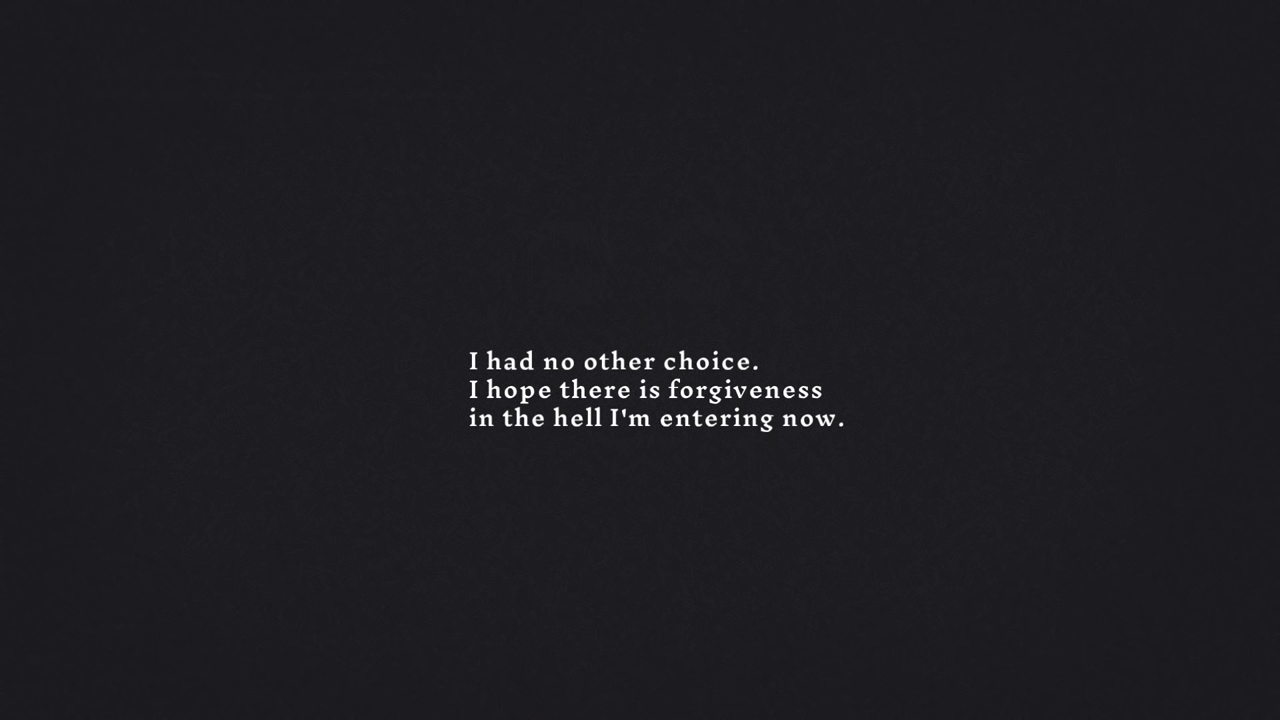 I had no other choice.
I hope there is forgiveness
in the hell I'm entering now.